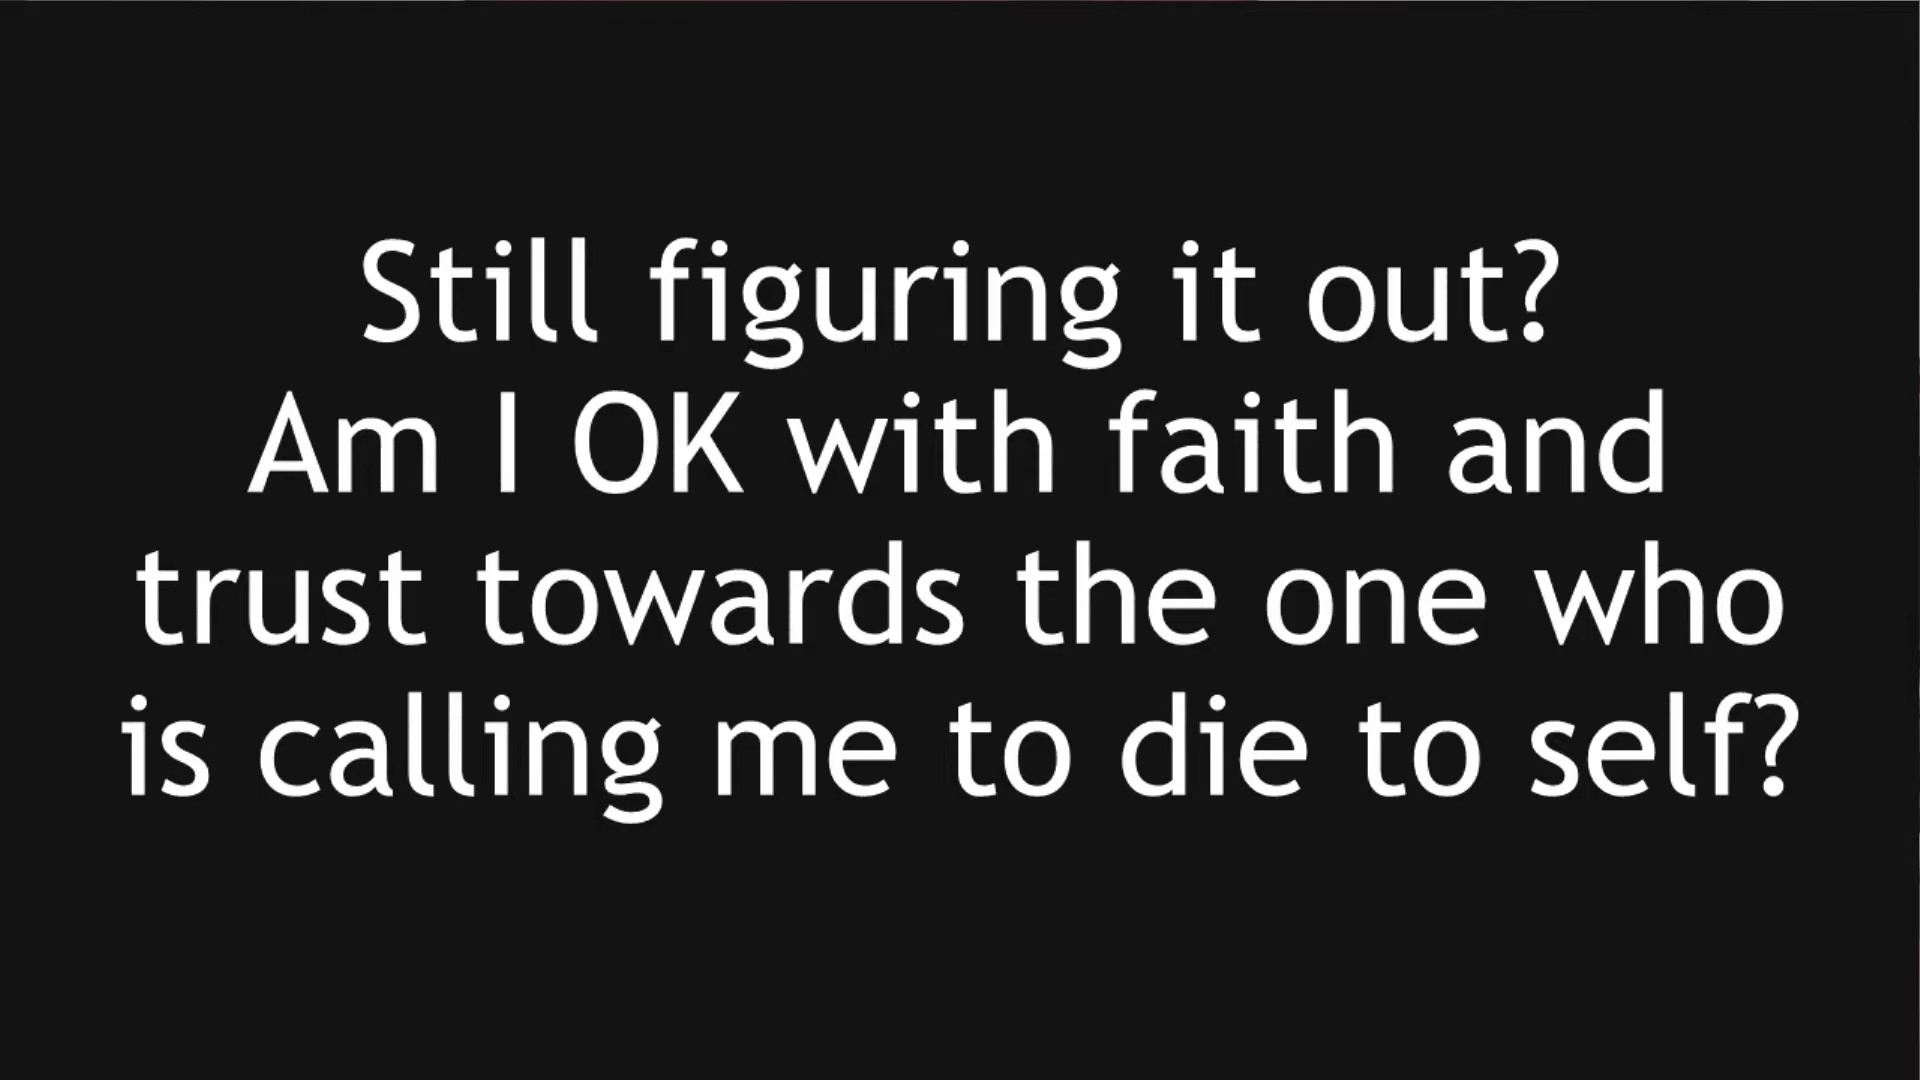 Still figuring it out?
Am I OK with faith and
trust towards the one who
is calling me to die to self?